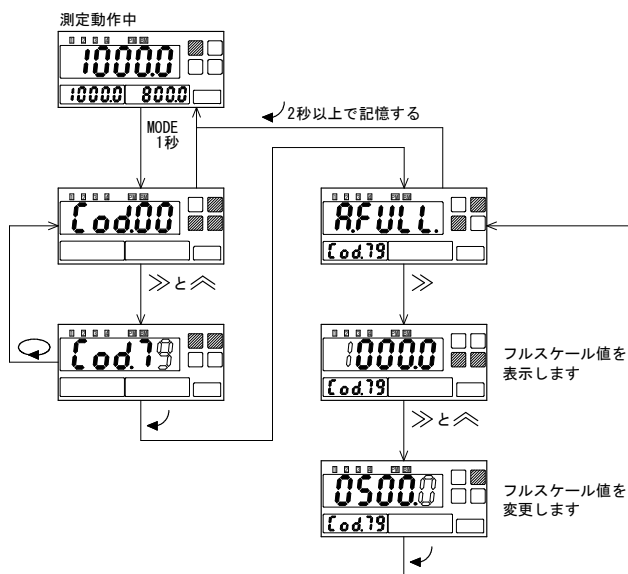 測定動作中
1000.0
1000.0 800.0
MODE
1秒
2秒以上で記憶する
Cod.00
≫と︽
Cod.79
A.FULL.
Cod.79
≫
1000.0
Cod.79
フルスケール値を
表示します
≫と︽
0500.0
Cod.79
フルスケール値を
変更します